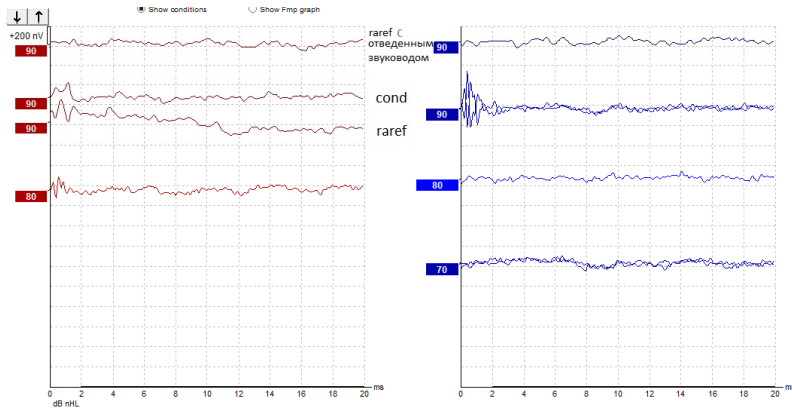 Show conditions Show Fmp graph
+200 nV
raref с
отведенным
звуководом
90
90
cond
90
raref
80
0 2 4 6 8 10 12 14 16 18 20 ms
dB nHL
90
90
80
70
0 2 4 6 8 10 12 14 16 18 20 m